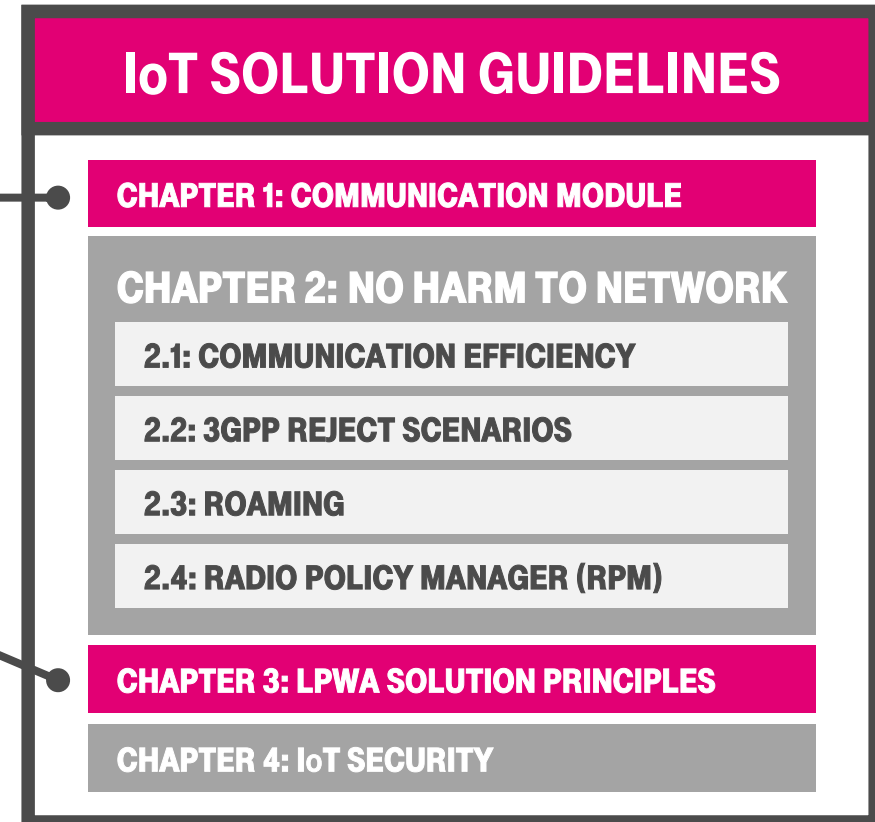 IoT SOLUTION GUIDELINES
CHAPTER 1: COMMUNICATION MODULE
CHAPTER 2: NO HARM TO NETWORK
2.1: COMMUNICATION EFFICIENCY
2.2: 3GPP REJECT SCENARIOS
2.3: ROAMING
2.4: RADIO POLICY MANAGER (RPM)
CHAPTER 3: LPWA SOLUTION PRINCIPLES
CHAPTER 4: IoT SECURITY